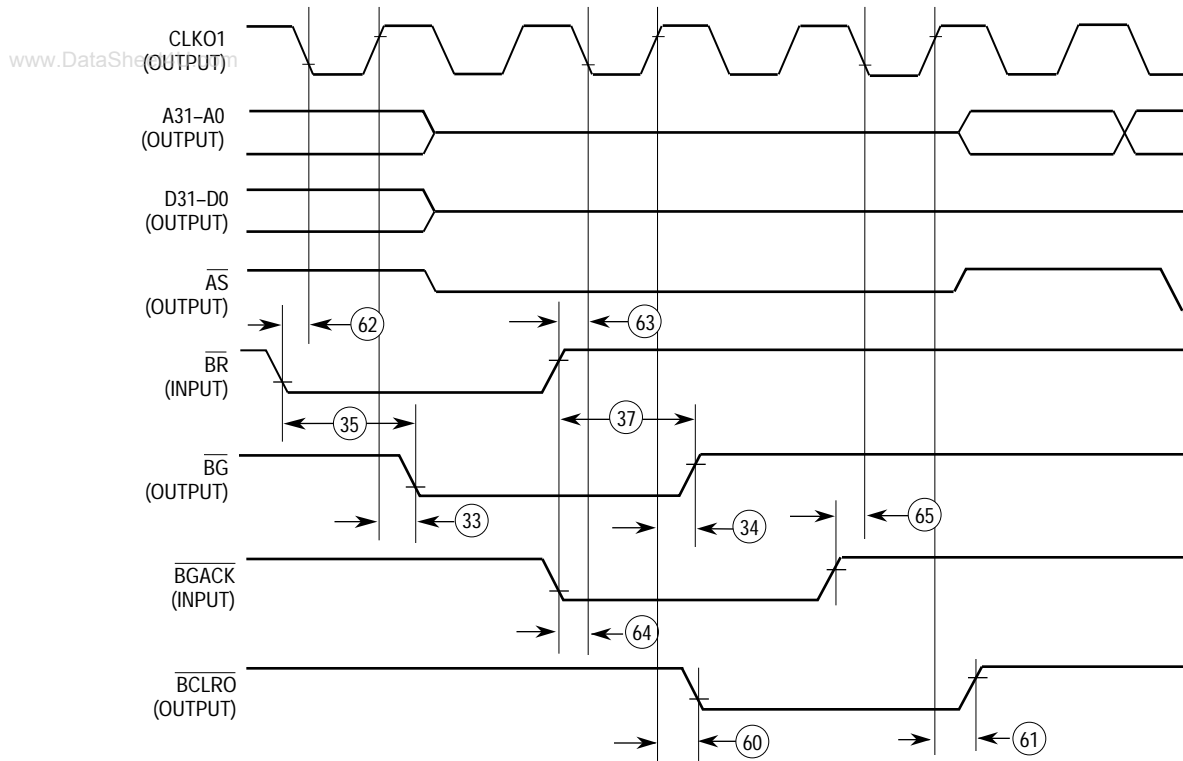 CLKO1
(OUTPUT)
www.DataSheet4U.com
A31–A0
(OUTPUT)
D31–D0
(OUTPUT)
AS
(OUTPUT)
62
63
BR
(INPUT)
35
37
BG
(OUTPUT)
33
34
65
BGACK
(INPUT)
64
BCLRO
(OUTPUT)
60
61